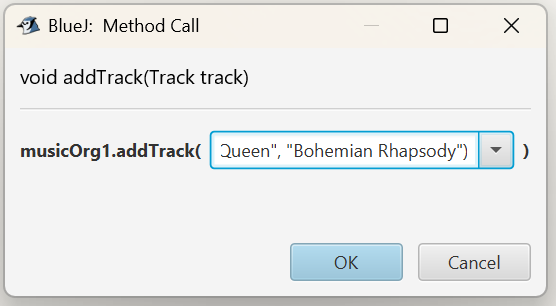 BlueJ:  Method Call
void addTrack(Track track)
musicOrg1.addTrack( Queen", "Bohemian Rhapsody") )
OK Cancel